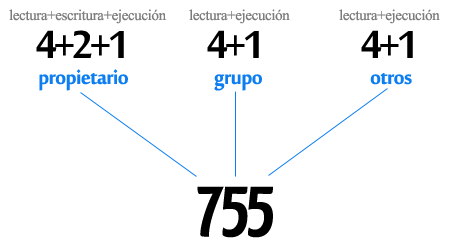 lectura+escritura+ejecución lectura+ejecución lectura+ejecución
4+2+1 4+1 4+1
propietario grupo otros
755